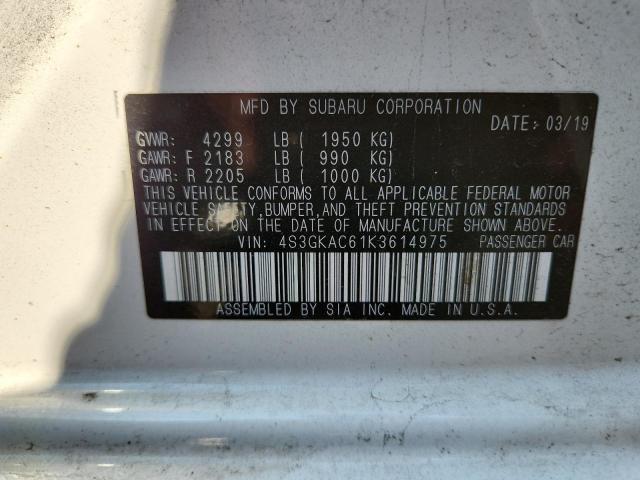 MFD BY SUBARU CORPORATION
DATE: 03/19
GVWR: 4299 LB ( 1950 KG)
GAWR: F 2183 LB ( 990 KG)
GAWR: R 2205 LB ( 1000 KG)
THIS VEHICLE CONFORMS TO ALL APPLICABLE FEDERAL MOTOR
VEHICLE SAFETY,BUMPER,AND THEFT PREVENTION STANDARDS
IN EFFECT ON THE DATE OF MANUFACTURE SHOWN ABOVE.
VIN: 4S3GKAC61K3614975 PASSENGER CAR
ASSEMBLED BY SIA INC. MADE IN U.S.A.